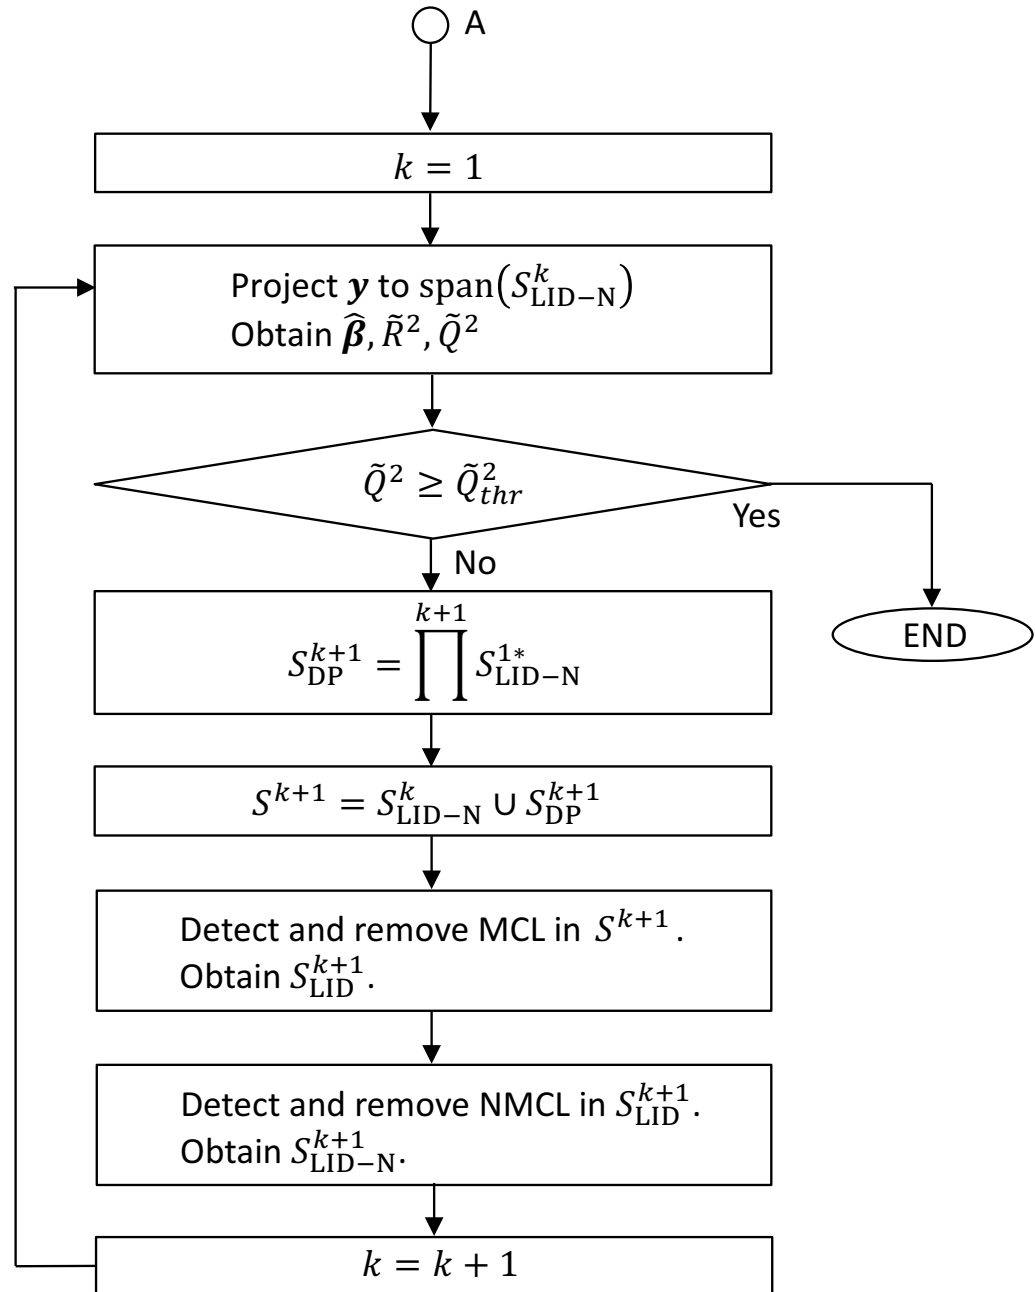 A
k = 1
Project y to span(S^k_LID−N)
Obtain β̂, R̃², Q̃²
Q̃² ≥ Q̃²_thr
Yes
No
S^{k+1}_DP = ∏^{k+1} S^{1*}_LID−N
END
S^{k+1} = S^k_LID−N ∪ S^{k+1}_DP
Detect and remove MCL in S^{k+1}.
Obtain S^{k+1}_LID.
Detect and remove NMCL in S^{k+1}_LID.
Obtain S^{k+1}_LID−N.
k = k + 1